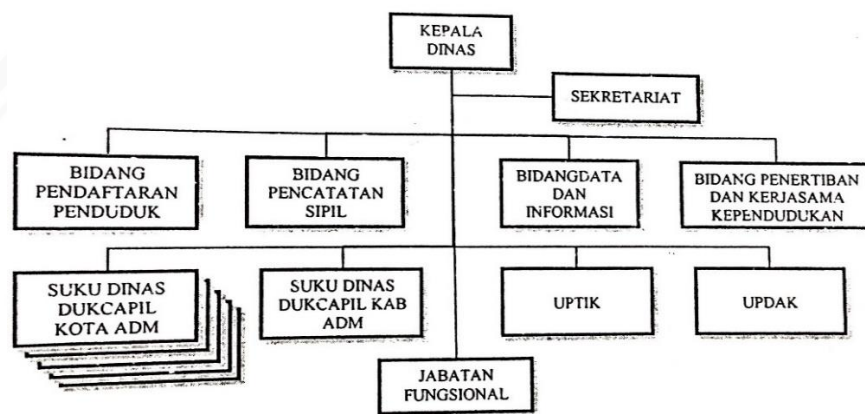 KEPALA
DINAS
SEKRETARIAT
BIDANG
PENDAFTARAN
PENDUDUK
BIDANG
PENCATATAN
SIPIL
BIDANGDATA
DAN
INFORMASI
BIDANG PENERTIBAN
DAN KERJASAMA
KEPENDUDUKAN
SUKU DINAS
DUKCAPIL
KOTA ADM
SUKU DINAS
DUKCAPIL KAB
ADM
UPTIK
UPDAK
JABATAN
FUNGSIONAL